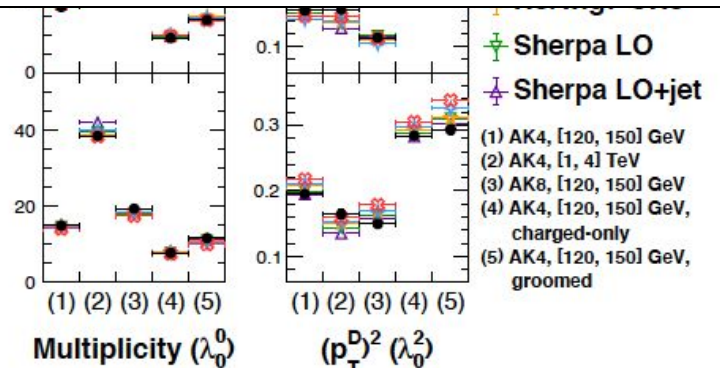 0
0.1
Sherpa LO
Sherpa LO+jet
40
20
0
0.3
0.2
0.1
(1) AK4, [120, 150] GeV
(2) AK4, [1, 4] TeV
(3) AK8, [120, 150] GeV
(4) AK4, [120, 150] GeV,
charged-only
(5) AK4, [120, 150] GeV,
groomed
(1) (2) (3) (4) (5)
(1) (2) (3) (4) (5)
Multiplicity (λ₀⁰)
(p_T^D)² (λ₀²)